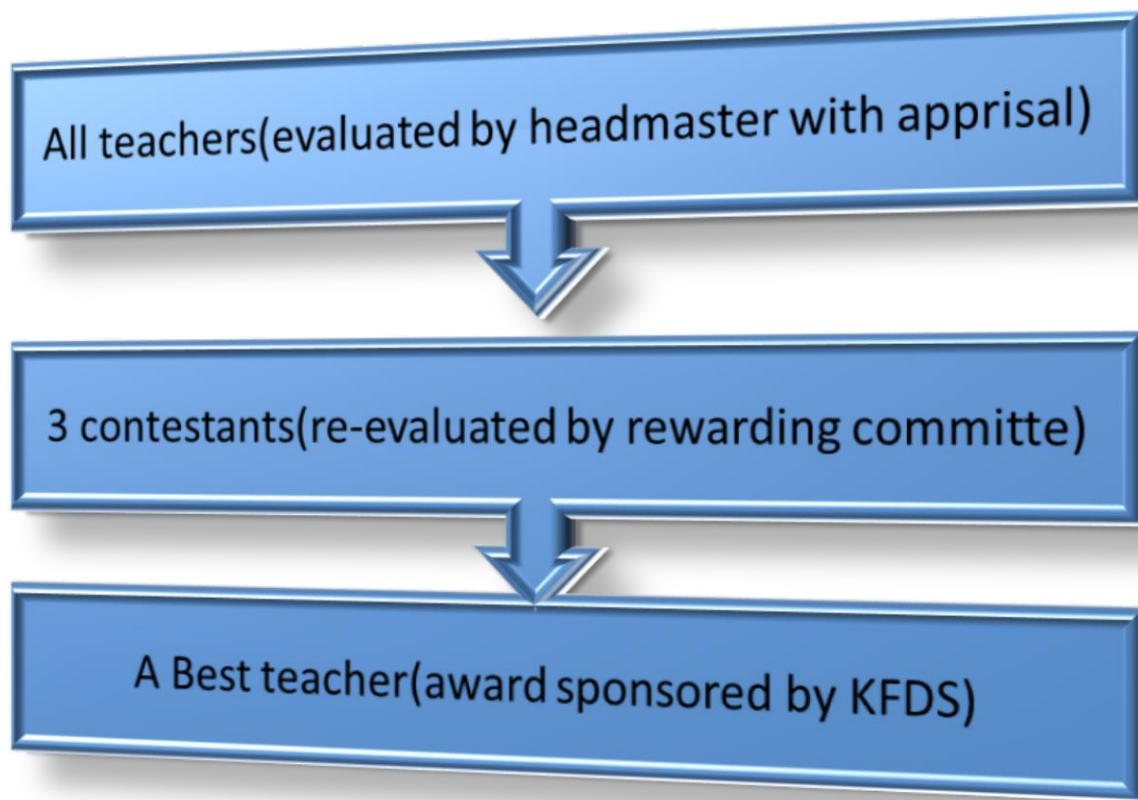 All teachers(evaluated by headmaster with apprisal)
3 contestants(re-evaluated by rewarding committe)
A Best teacher(award sponsored by KFDS)